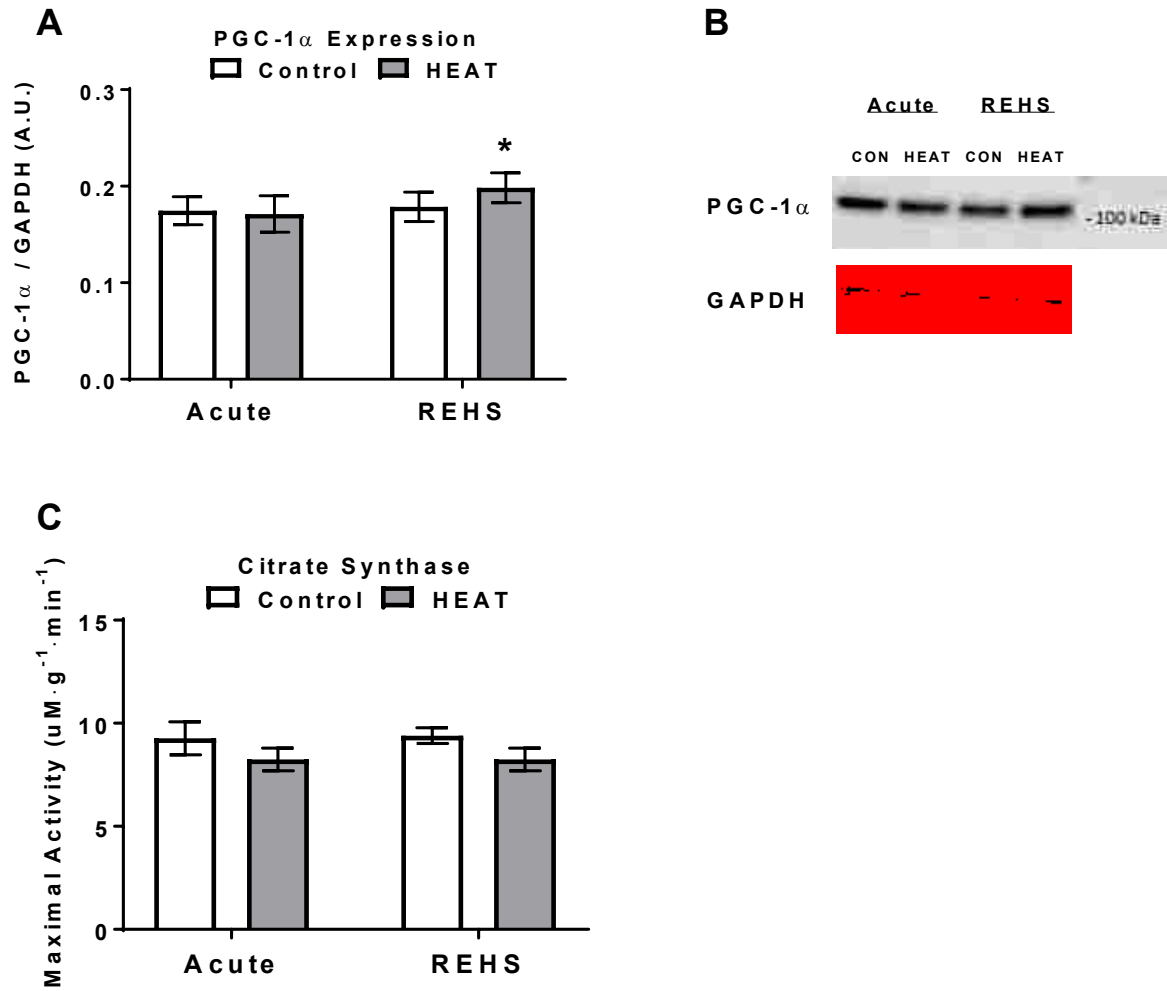 A
PGC-1α Expression
Control HEAT
PGC-1α / GAPDH (A.U.)
0.3
0.2
0.1
0.0
*
Acute REHS
B
Acute REHS
CON HEAT CON HEAT
PGC-1α
-100 kDa
GAPDH
C
Citrate Synthase
Control HEAT
Maximal Activity (uM·g⁻¹·min⁻¹)
15
10
5
0
Acute REHS